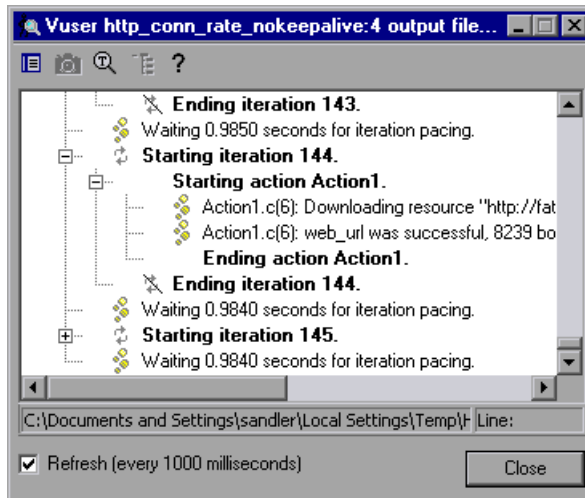 Vuser http_conn_rate_nokeepalive:4 output file...
?
Ending iteration 143.
Waiting 0.9850 seconds for iteration pacing.
Starting iteration 144.
Starting action Action1.
Action1.c(6): Downloading resource "http://fat
Action1.c(6): web_url was successful, 8239 bo
Ending action Action1.
Ending iteration 144.
Waiting 0.9840 seconds for iteration pacing.
Starting iteration 145.
Waiting 0.9840 seconds for iteration pacing.
C:\Documents and Settings\sandler\Local Settings\Temp\H Line:
Refresh (every 1000 milliseconds)
Close